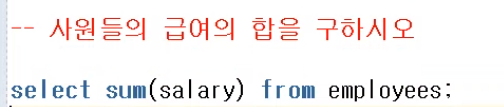 -- 사원들의 급여의 합을 구하시오
select sum(salary) from employees;